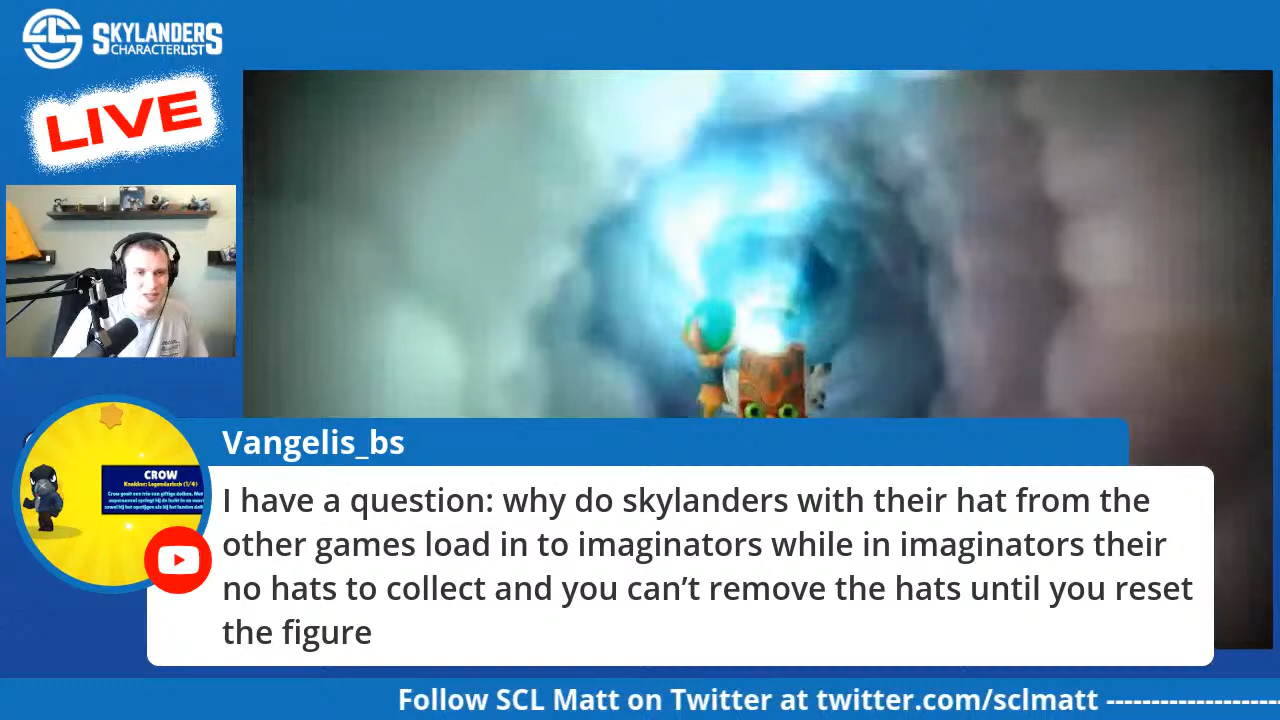 SKYLANDERS
CHARACTERLIST
LIVE
Vangelis_bs
CROW
I have a question: why do skylanders with their hat from the
other games load in to imaginators while in imaginators their
no hats to collect and you can’t remove the hats until you reset
the figure
Follow SCL Matt on Twitter at twitter.com/sclmatt --------------------